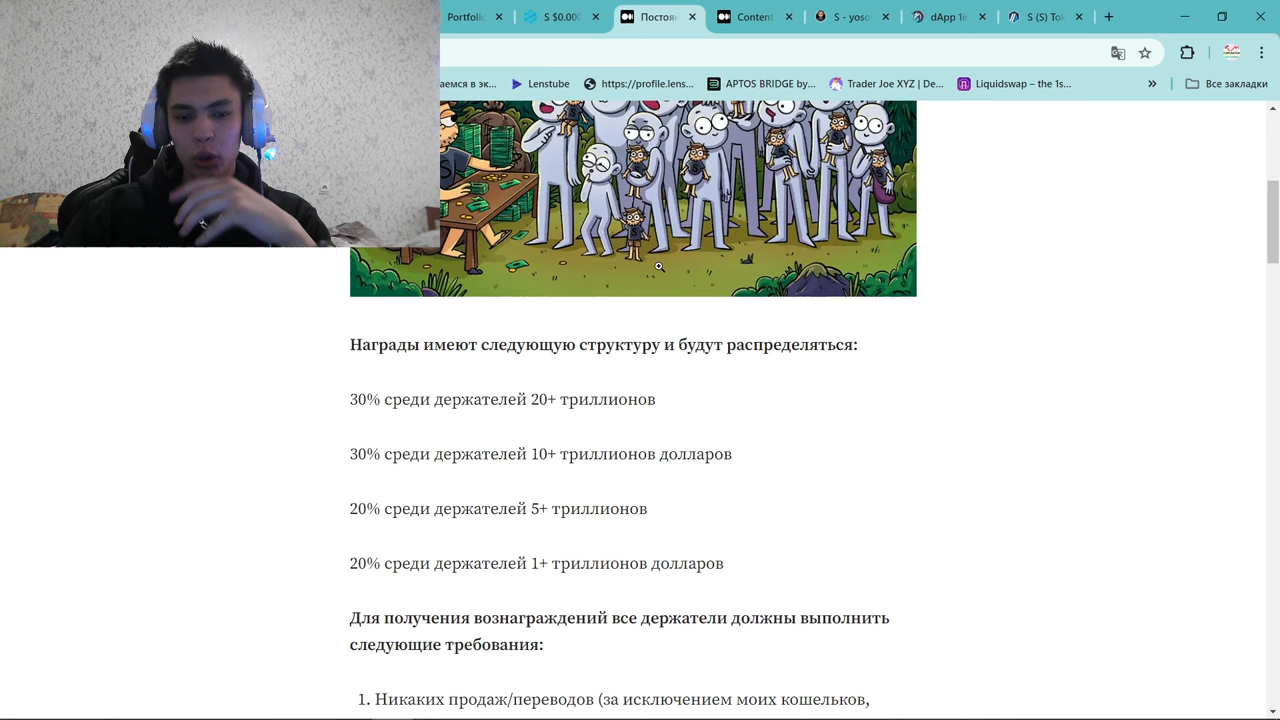 Portfolio
S $0.000
Постоян
Content
S - yoso
dApp 1in
S (S) Tok
аемся в эк...
Lenstube
https://profile.lens...
APTOS BRIDGE by...
Trader Joe XYZ | De...
Liquidswap – the 1s...
»
Все закладки
Награды имеют следующую структуру и будут распределяться:
30% среди держателей 20+ триллионов
30% среди держателей 10+ триллионов долларов
20% среди держателей 5+ триллионов
20% среди держателей 1+ триллионов долларов
Для получения вознаграждений все держатели должны выполнить
следующие требования:
1. Никаких продаж/переводов (за исключением моих кошельков,